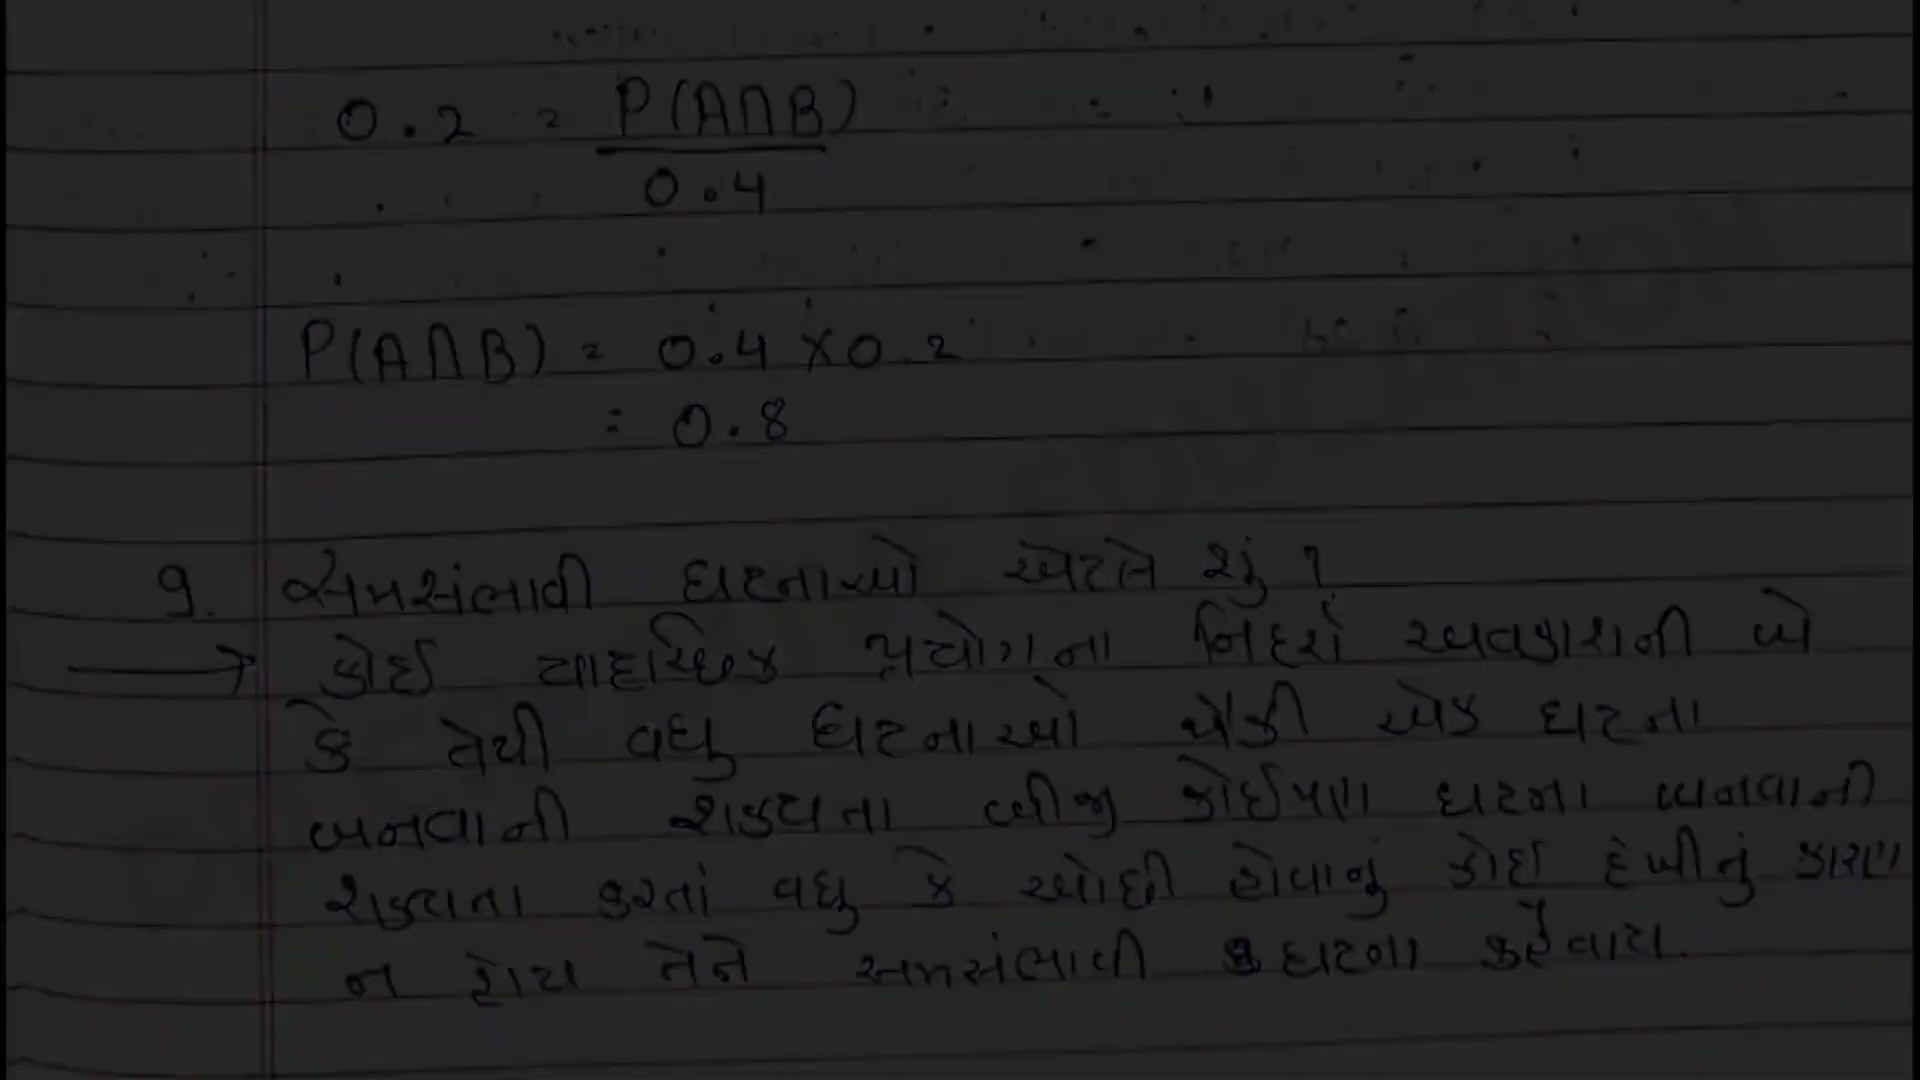 0.2 = P(A∩B)
0.4
P(A∩B) = 0.4 × 0.2
= 0.8
9. સમસંભાવી ઘટનાઓ એટલે શું ?
→ કોઈ યાદચ્છિક પ્રયોગના નિદર્શ અવકાશની બે
કે તેથી વધુ ઘટનાઓ પૈકી એક ઘટના
બનવાની શક્યતા બીજી કોઈપણ ઘટના બનવાની
શક્યતા કરતાં વધુ કે ઓછી હોવાનું કોઈ દેખીનું કારણ
ન હોય તેને સમસંભાવી ઘટના કહેવાય.